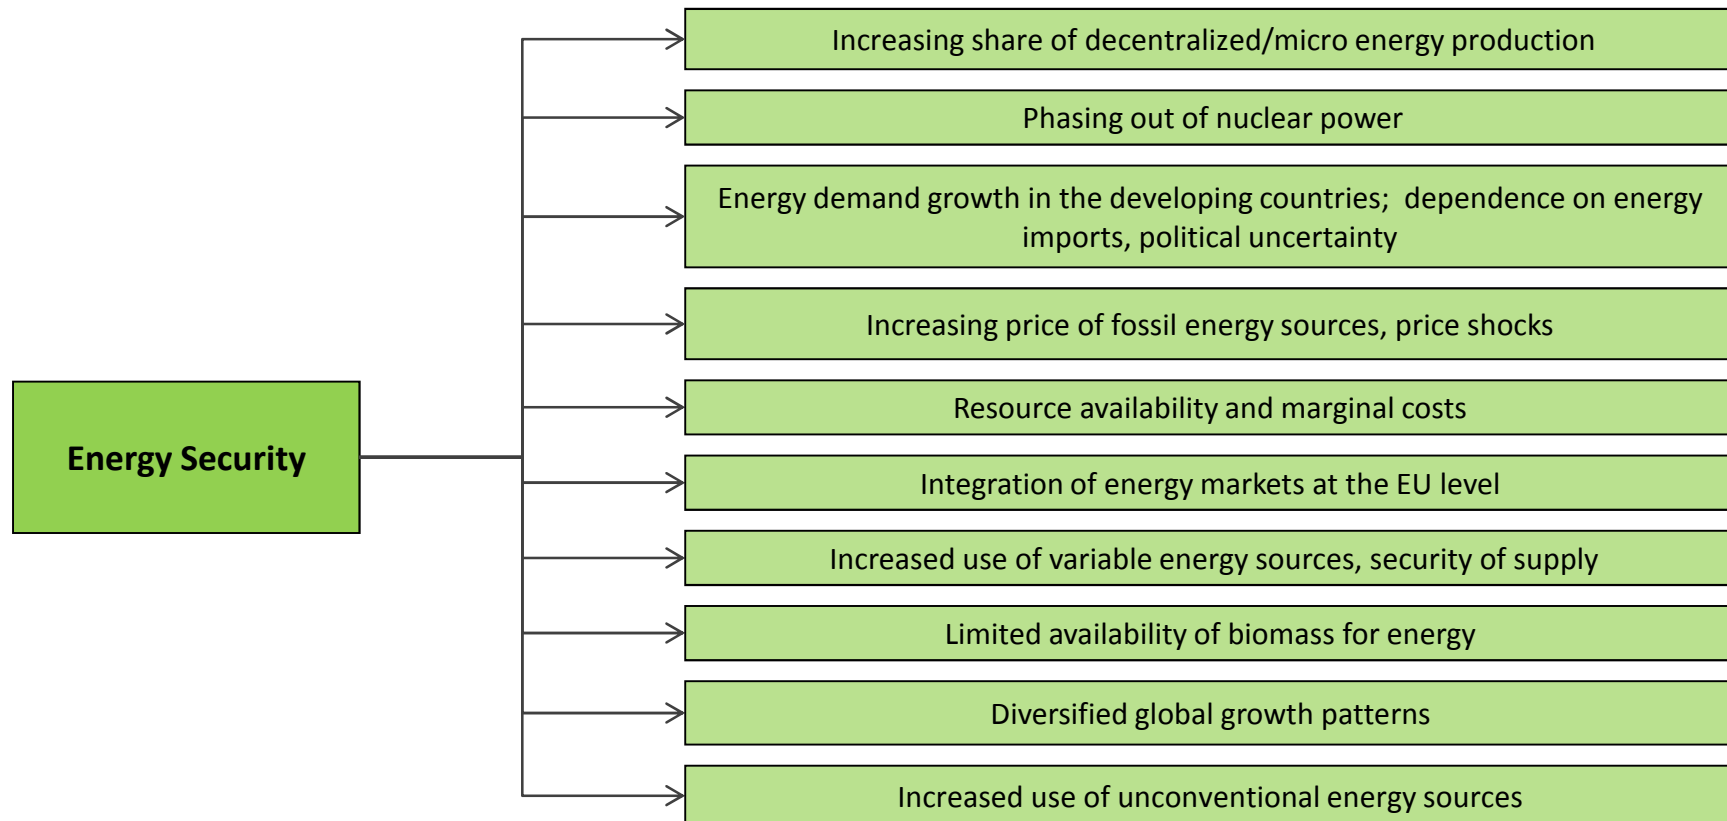 Increasing share of decentralized/micro energy production
Phasing out of nuclear power
Energy demand growth in the developing countries;  dependence on energy
imports, political uncertainty
Increasing price of fossil energy sources, price shocks
Resource availability and marginal costs
Energy Security
Integration of energy markets at the EU level
Increased use of variable energy sources, security of supply
Limited availability of biomass for energy
Diversified global growth patterns
Increased use of unconventional energy sources